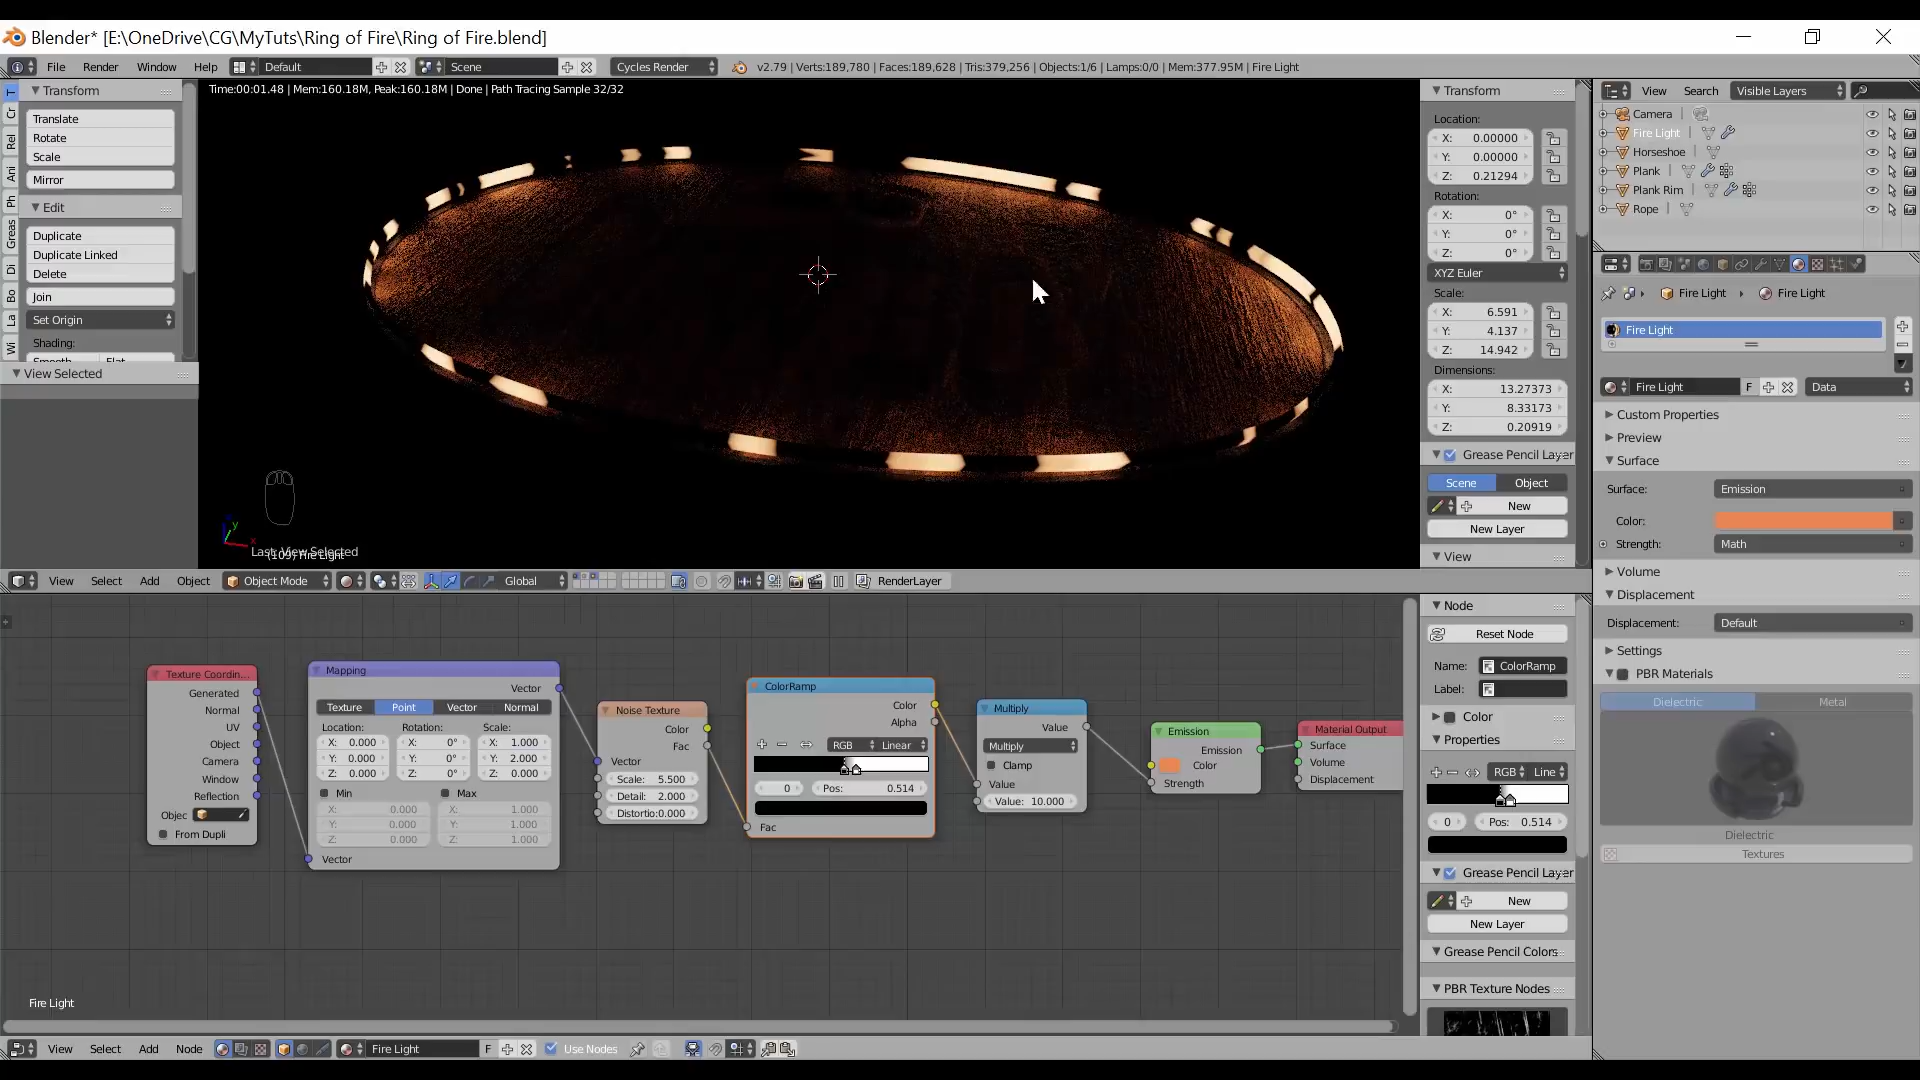 Blender* [E:\OneDrive\CG\MyTuts\Ring of Fire\Ring of Fire.blend]
File Render Window Help Default Scene Cycles Render v2.79 | Verts:189,780 | Faces:189,628 | Tris:379,256 | Objects:1/6 | Lamps:0/0 | Mem:377.95M | Fire Light
Time:00:01.48 | Mem:160.18M, Peak:160.18M | Done | Path Tracing Sample 32/32
T
Cr
Rel
Ani
Ph
Greas
Di
Bo
La
Wi
Transform
Translate
Rotate
Scale
Mirror
Edit
Duplicate
Duplicate Linked
Delete
Join
Set Origin
Shading:
View Selected
y
x
Last: View Selected
(109) Fire Light
View Select Add Object Object Mode Global RenderLayer
Transform
Location:
X: 0.00000
Y: 0.00000
Z: 0.21294
Rotation:
X: 0°
Y: 0°
Z: 0°
XYZ Euler
Scale:
X: 6.591
Y: 4.137
Z: 14.942
Dimensions:
X: 13.27373
Y: 8.33173
Z: 0.20919
Grease Pencil Layer
Scene Object
New
New Layer
View
View Search Visible Layers
Camera
Fire Light
Horseshoe
Plank
Plank Rim
Rope
Fire Light Fire Light
Fire Light
Fire Light F Data
Custom Properties
Preview
Surface
Surface: Emission
Color:
Strength: Math
Volume
Displacement
Displacement: Default
Settings
PBR Materials
Dielectric Metal
Dielectric
Textures
Texture Coordin...
Generated
Normal
UV
Object
Camera
Window
Reflection
Objec
From Dupli
Mapping
Vector
Texture Point Vector Normal
Location: Rotation: Scale:
X: 0.000 X: 0° X: 1.000
Y: 0.000 Y: 0° Y: 2.000
Z: 0.000 Z: 0° Z: 0.000
Min Max
X: 0.000 X: 1.000
Y: 0.000 Y: 1.000
Z: 0.000 Z: 1.000
Vector
Noise Texture
Color
Fac
Vector
Scale: 5.500
Detail: 2.000
Distortio:0.000
ColorRamp
Color
Alpha
RGB Linear
0 Pos: 0.514
Fac
Multiply
Value
Multiply
Clamp
Value
Value: 10.000
Emission
Emission
Color
Strength
Material Output
Surface
Volume
Displacement
Fire Light
Node
Reset Node
Name: ColorRamp
Label:
Color
Properties
RGB Line
0 Pos: 0.514
Grease Pencil Layer
New
New Layer
Grease Pencil Colors
PBR Texture Nodes
View Select Add Node Fire Light F Use Nodes